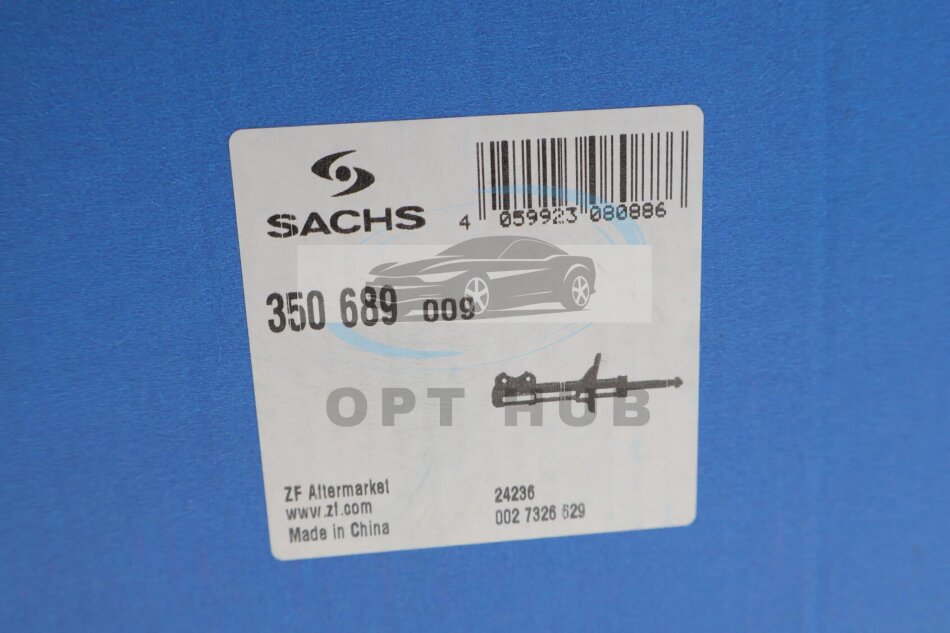 SACHS
4 059923 080886
350 689 009
OPT HUB
ZF Aftermarket
www.zf.com
Made in China
24236
002 7326 629